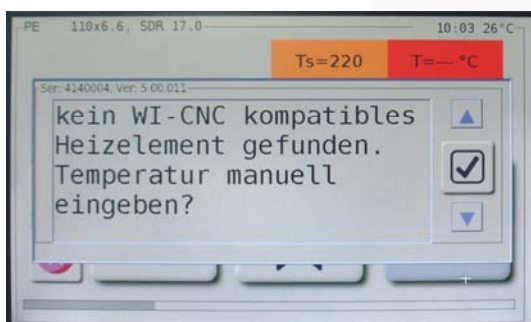 PE 110x6.6, SDR 17.0 10:03 26°C
Ts=220 T=--- °C
Ser: 4140004, Ver: 5.00.011
kein WI-CNC kompatibles
Heizelement gefunden.
Temperatur manuell
eingeben?